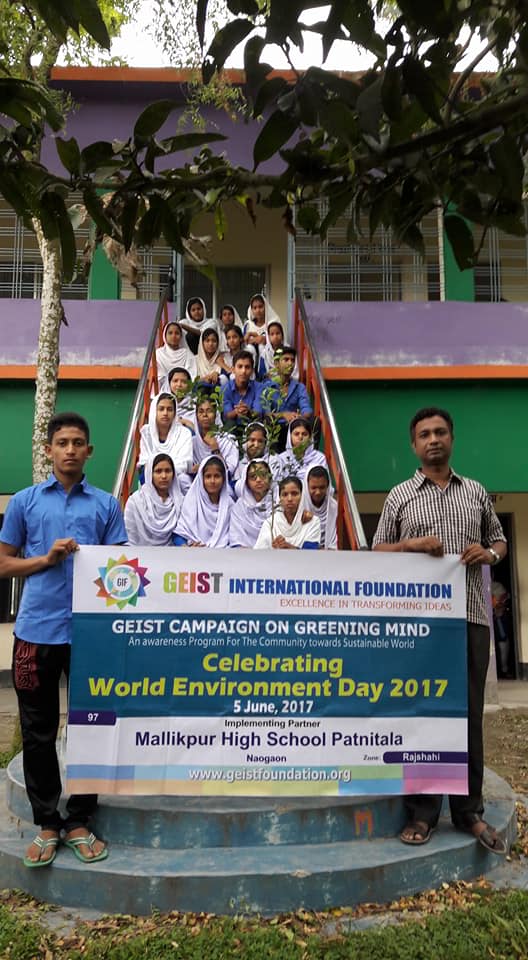 GIF
GEIST INTERNATIONAL FOUNDATION
EXCELLENCE IN TRANSFORMING IDEAS
GEIST CAMPAIGN ON GREENING MIND
An awareness Program For The Community towards Sustainable World
Celebrating
World Environment Day 2017
5 June, 2017
97
Implementing Partner
Mallikpur High School Patnitala
Naogaon
Zone: Rajshahi
www.geistfoundation.org